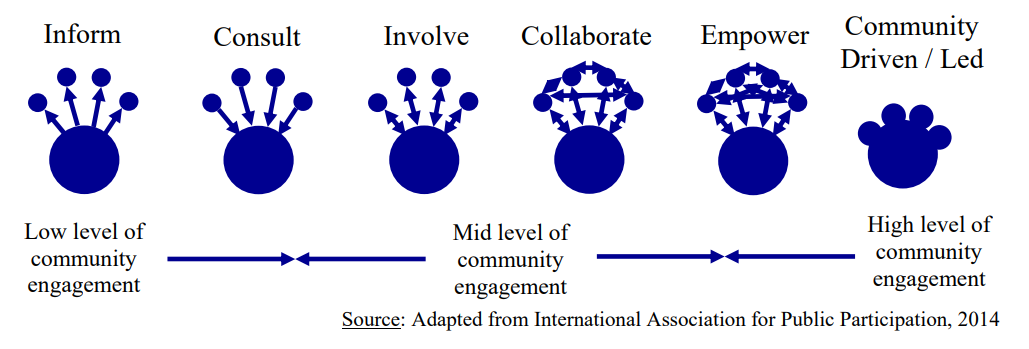 Inform
Consult
Involve
Collaborate
Empower
Community
Driven / Led
Low level of
community
engagement
Mid level of
community
engagement
High level of
community
engagement
Source: Adapted from International Association for Public Participation, 2014